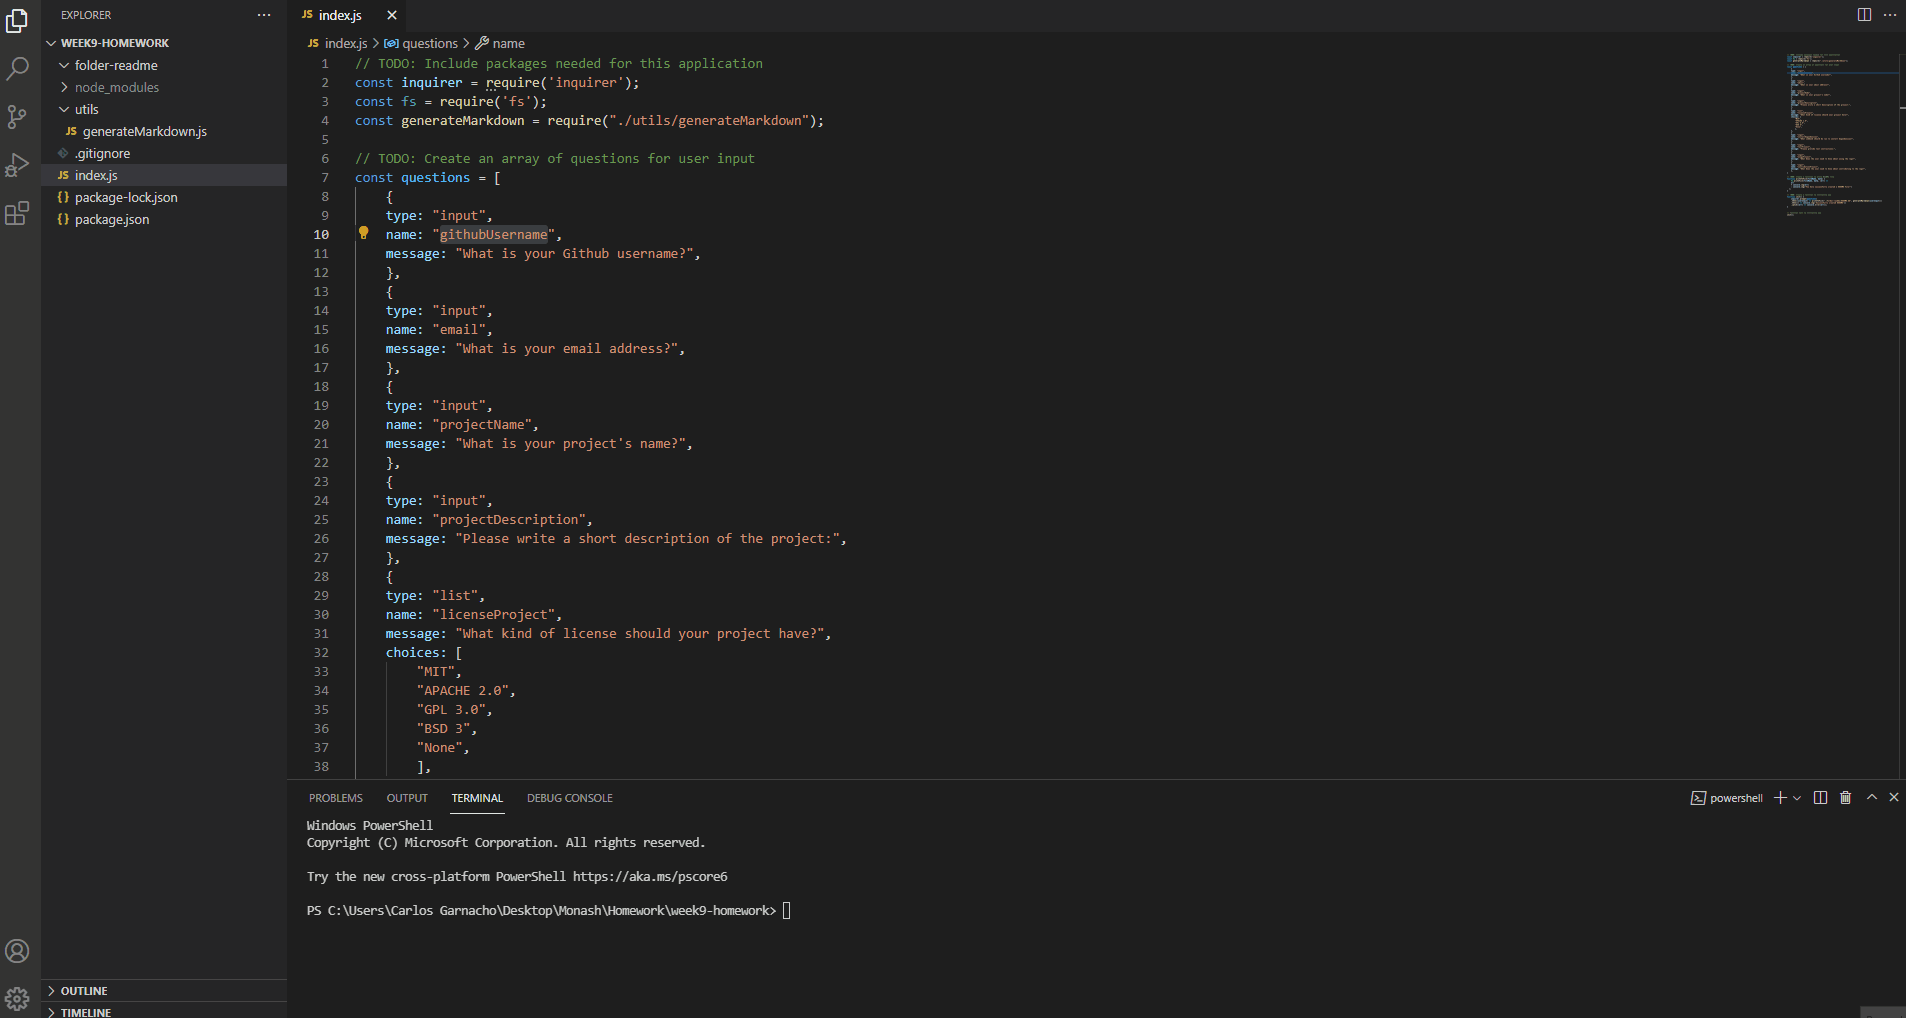 EXPLORER
WEEK9-HOMEWORK
folder-readme
node_modules
utils
JS generateMarkdown.js
.gitignore
JS index.js
{} package-lock.json
{} package.json
OUTLINE
TIMELINE
JS index.js
JS index.js > questions > name
1 // TODO: Include packages needed for this application
2 const inquirer = require('inquirer');
3 const fs = require('fs');
4 const generateMarkdown = require("./utils/generateMarkdown");
5
6 // TODO: Create an array of questions for user input
7 const questions = [
8 {
9 type: "input",
10 name: "githubUsername",
11 message: "What is your Github username?",
12 },
13 {
14 type: "input",
15 name: "email",
16 message: "What is your email address?",
17 },
18 {
19 type: "input",
20 name: "projectName",
21 message: "What is your project's name?",
22 },
23 {
24 type: "input",
25 name: "projectDescription",
26 message: "Please write a short description of the project:",
27 },
28 {
29 type: "list",
30 name: "licenseProject",
31 message: "What kind of license should your project have?",
32 choices: [
33 "MIT",
34 "APACHE 2.0",
35 "GPL 3.0",
36 "BSD 3",
37 "None",
38 ],
PROBLEMS OUTPUT TERMINAL DEBUG CONSOLE
powershell
Windows PowerShell
Copyright (C) Microsoft Corporation. All rights reserved.
Try the new cross-platform PowerShell https://aka.ms/pscore6
PS C:\Users\Carlos Garnacho\Desktop\Monash\Homework\week9-homework>